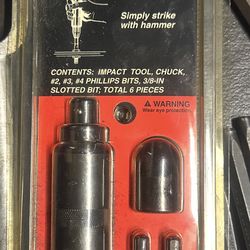 Simply strike
with hammer
CONTENTS: IMPACT TOOL, CHUCK,
#2, #3, #4 PHILLIPS BITS, 3/8-IN
SLOTTED BIT; TOTAL 6 PIECES
WARNING
Wear eye protection.